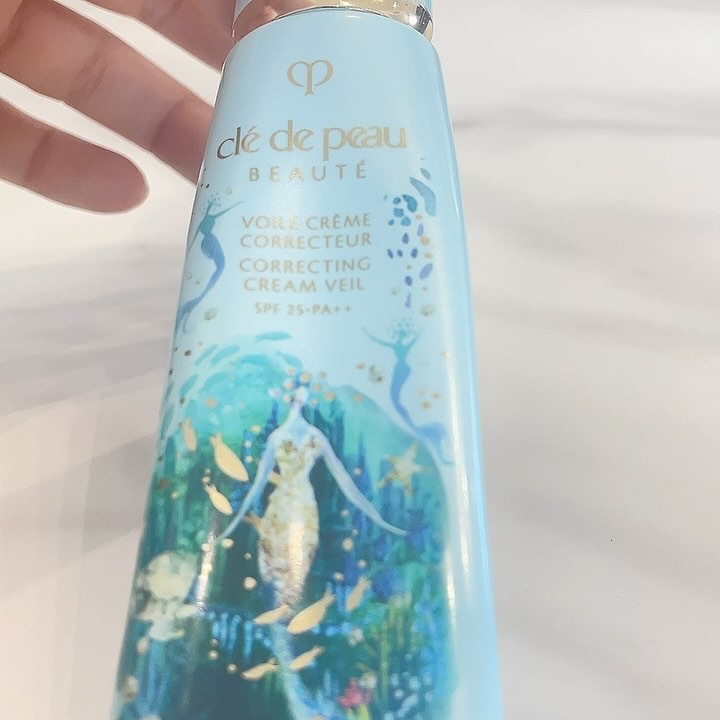 clé de peau
BEAUTÉ
VOILE CRÈME
CORRECTEUR
CORRECTING
CREAM VEIL
SPF 25・PA++